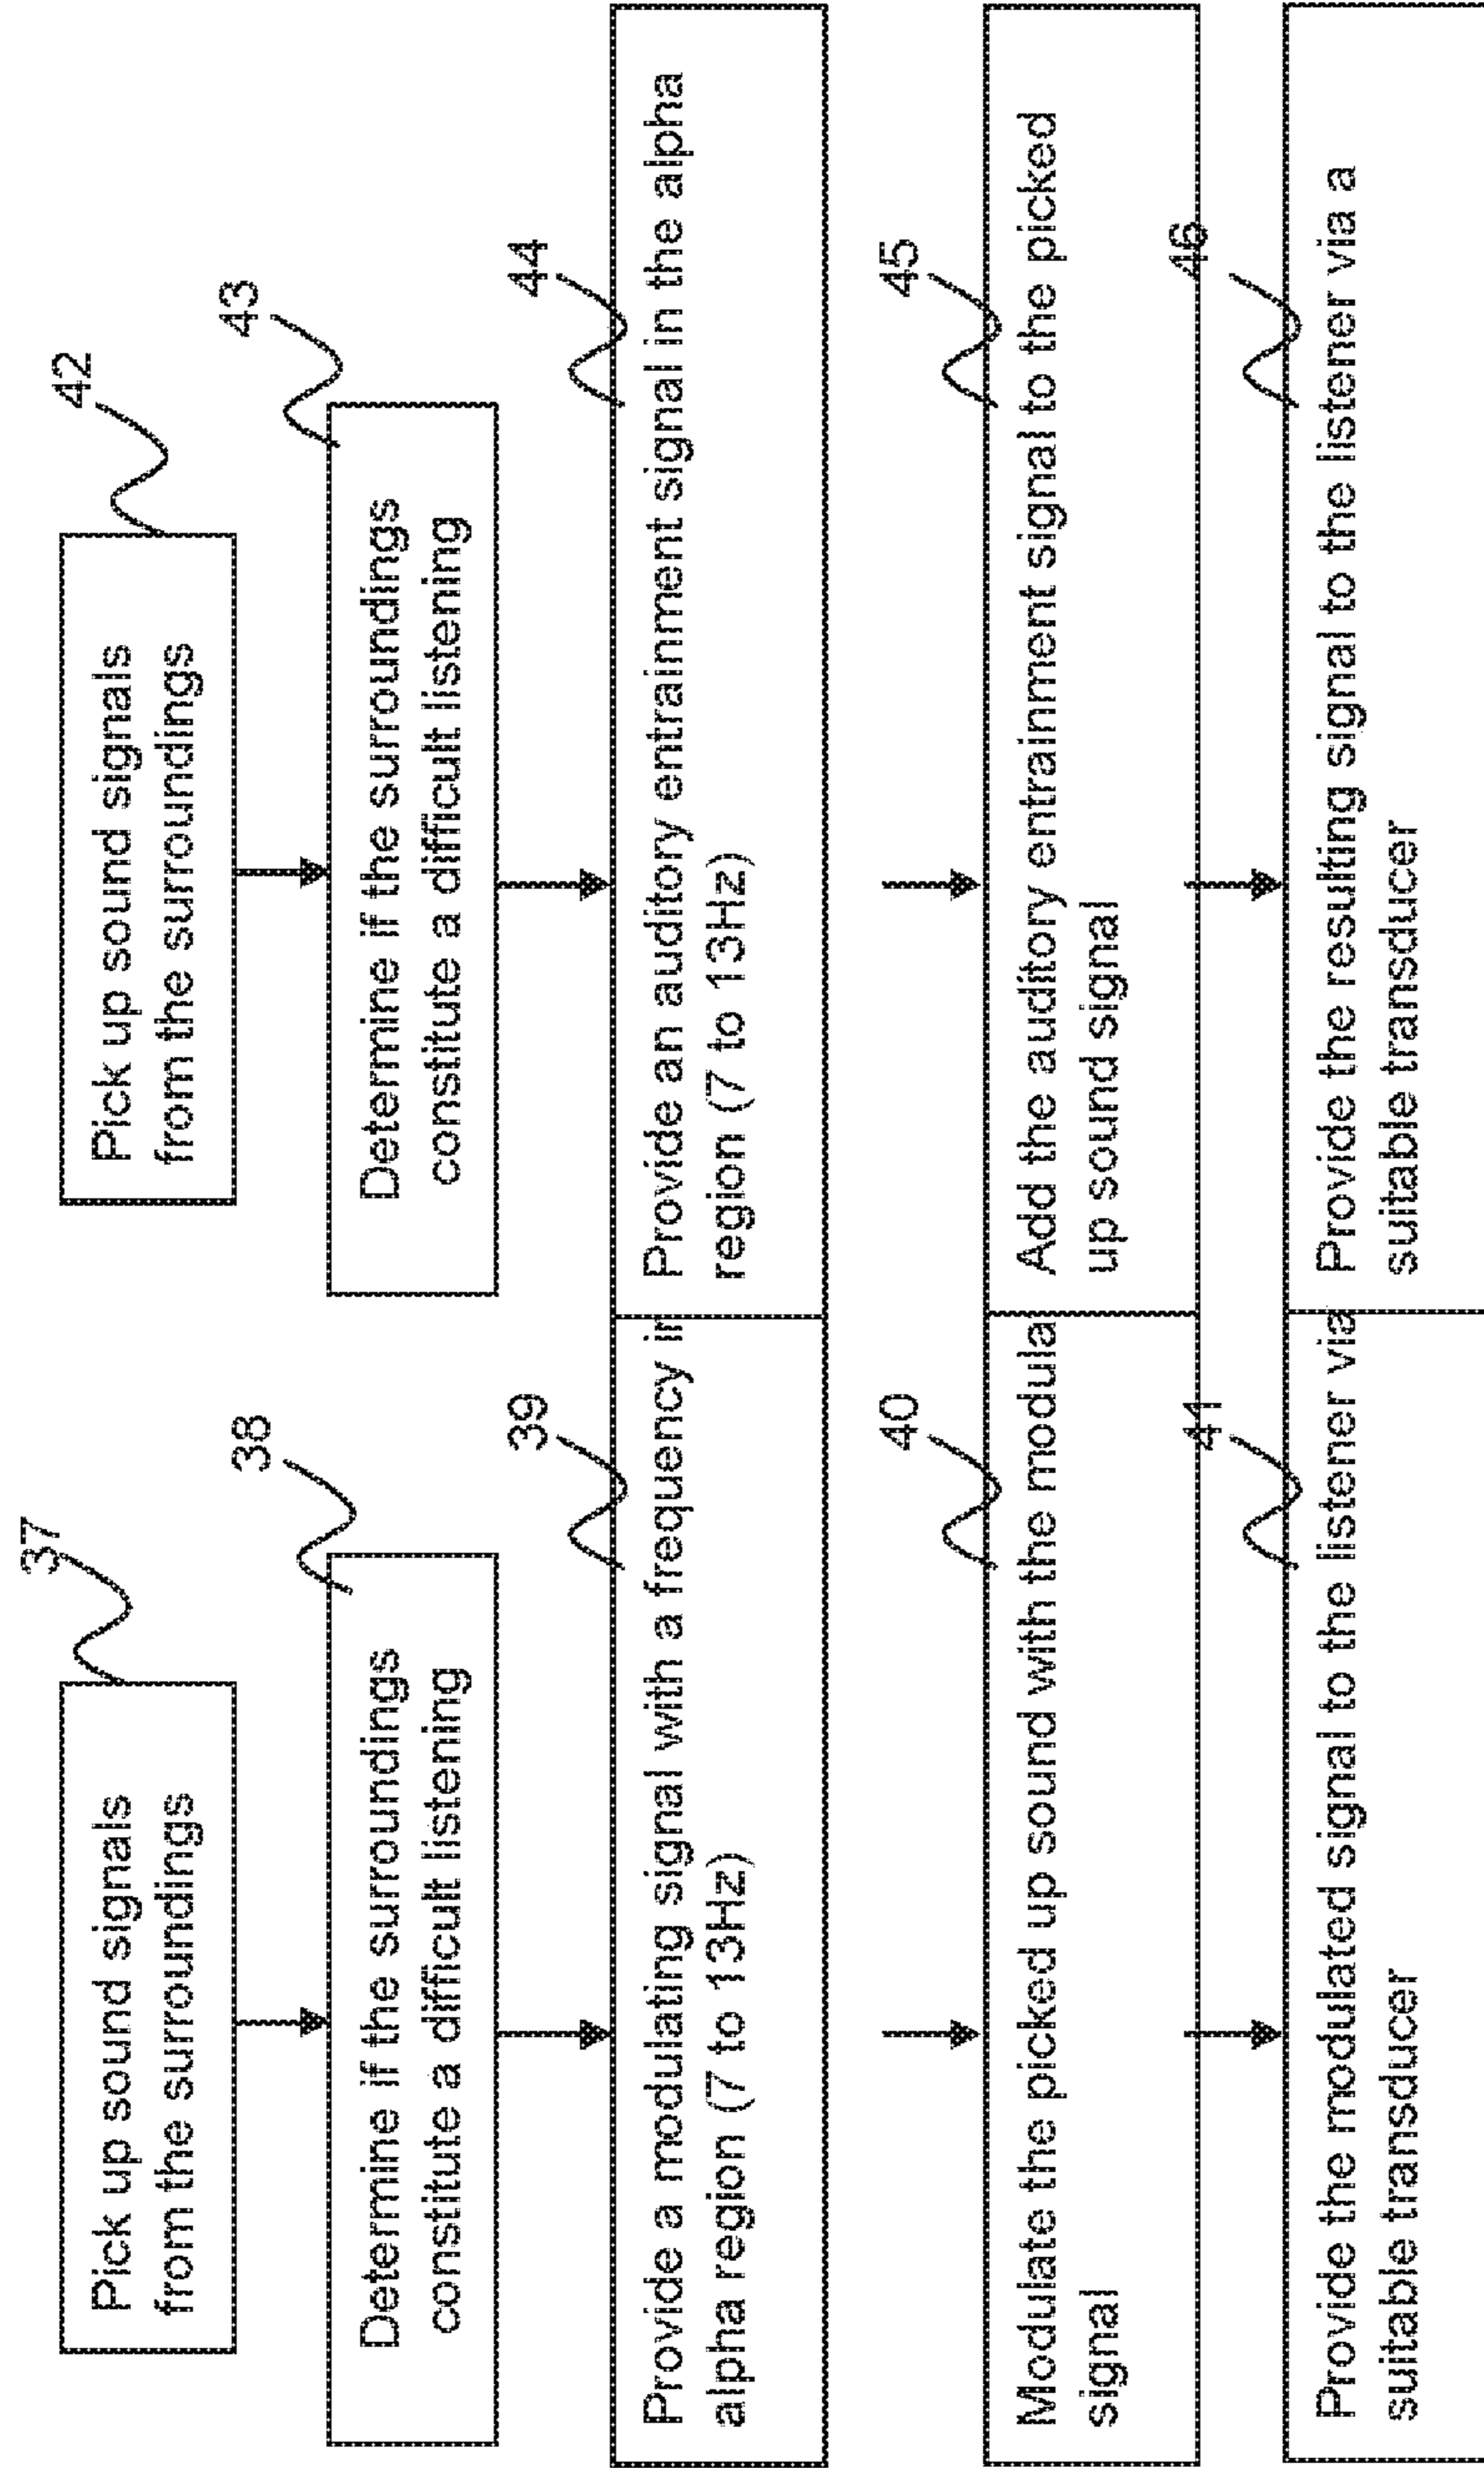 37
Pick up sound signals
from the surroundings
38
Determine if the surroundings
constitute a difficult listening
39
Provide a modulating signal with a frequency in
alpha region (7 to 13Hz)
40
Modulate the picked up sound with the modula
signal
41
Provide the modulated signal to the listener via
suitable transducer
42
Pick up sound signals
from the surroundings
43
Determine if the surroundings
constitute a difficult listening
44
Provide an auditory entrainment signal in the alpha
region (7 to 13Hz)
45
Add the auditory entrainment signal to the picked
up sound signal
46
Provide the resulting signal to the listener via a
suitable transducer